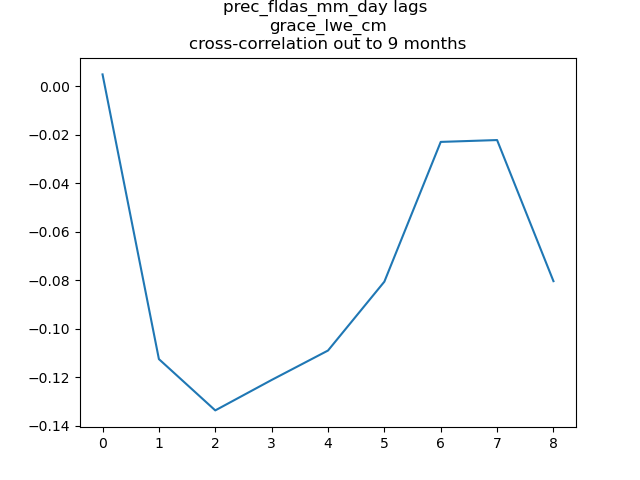 prec_fldas_mm_day lags
grace_lwe_cm
cross-correlation out to 9 months
0.00
−0.02
−0.04
−0.06
−0.08
−0.10
−0.12
−0.14
0 1 2 3 4 5 6 7 8